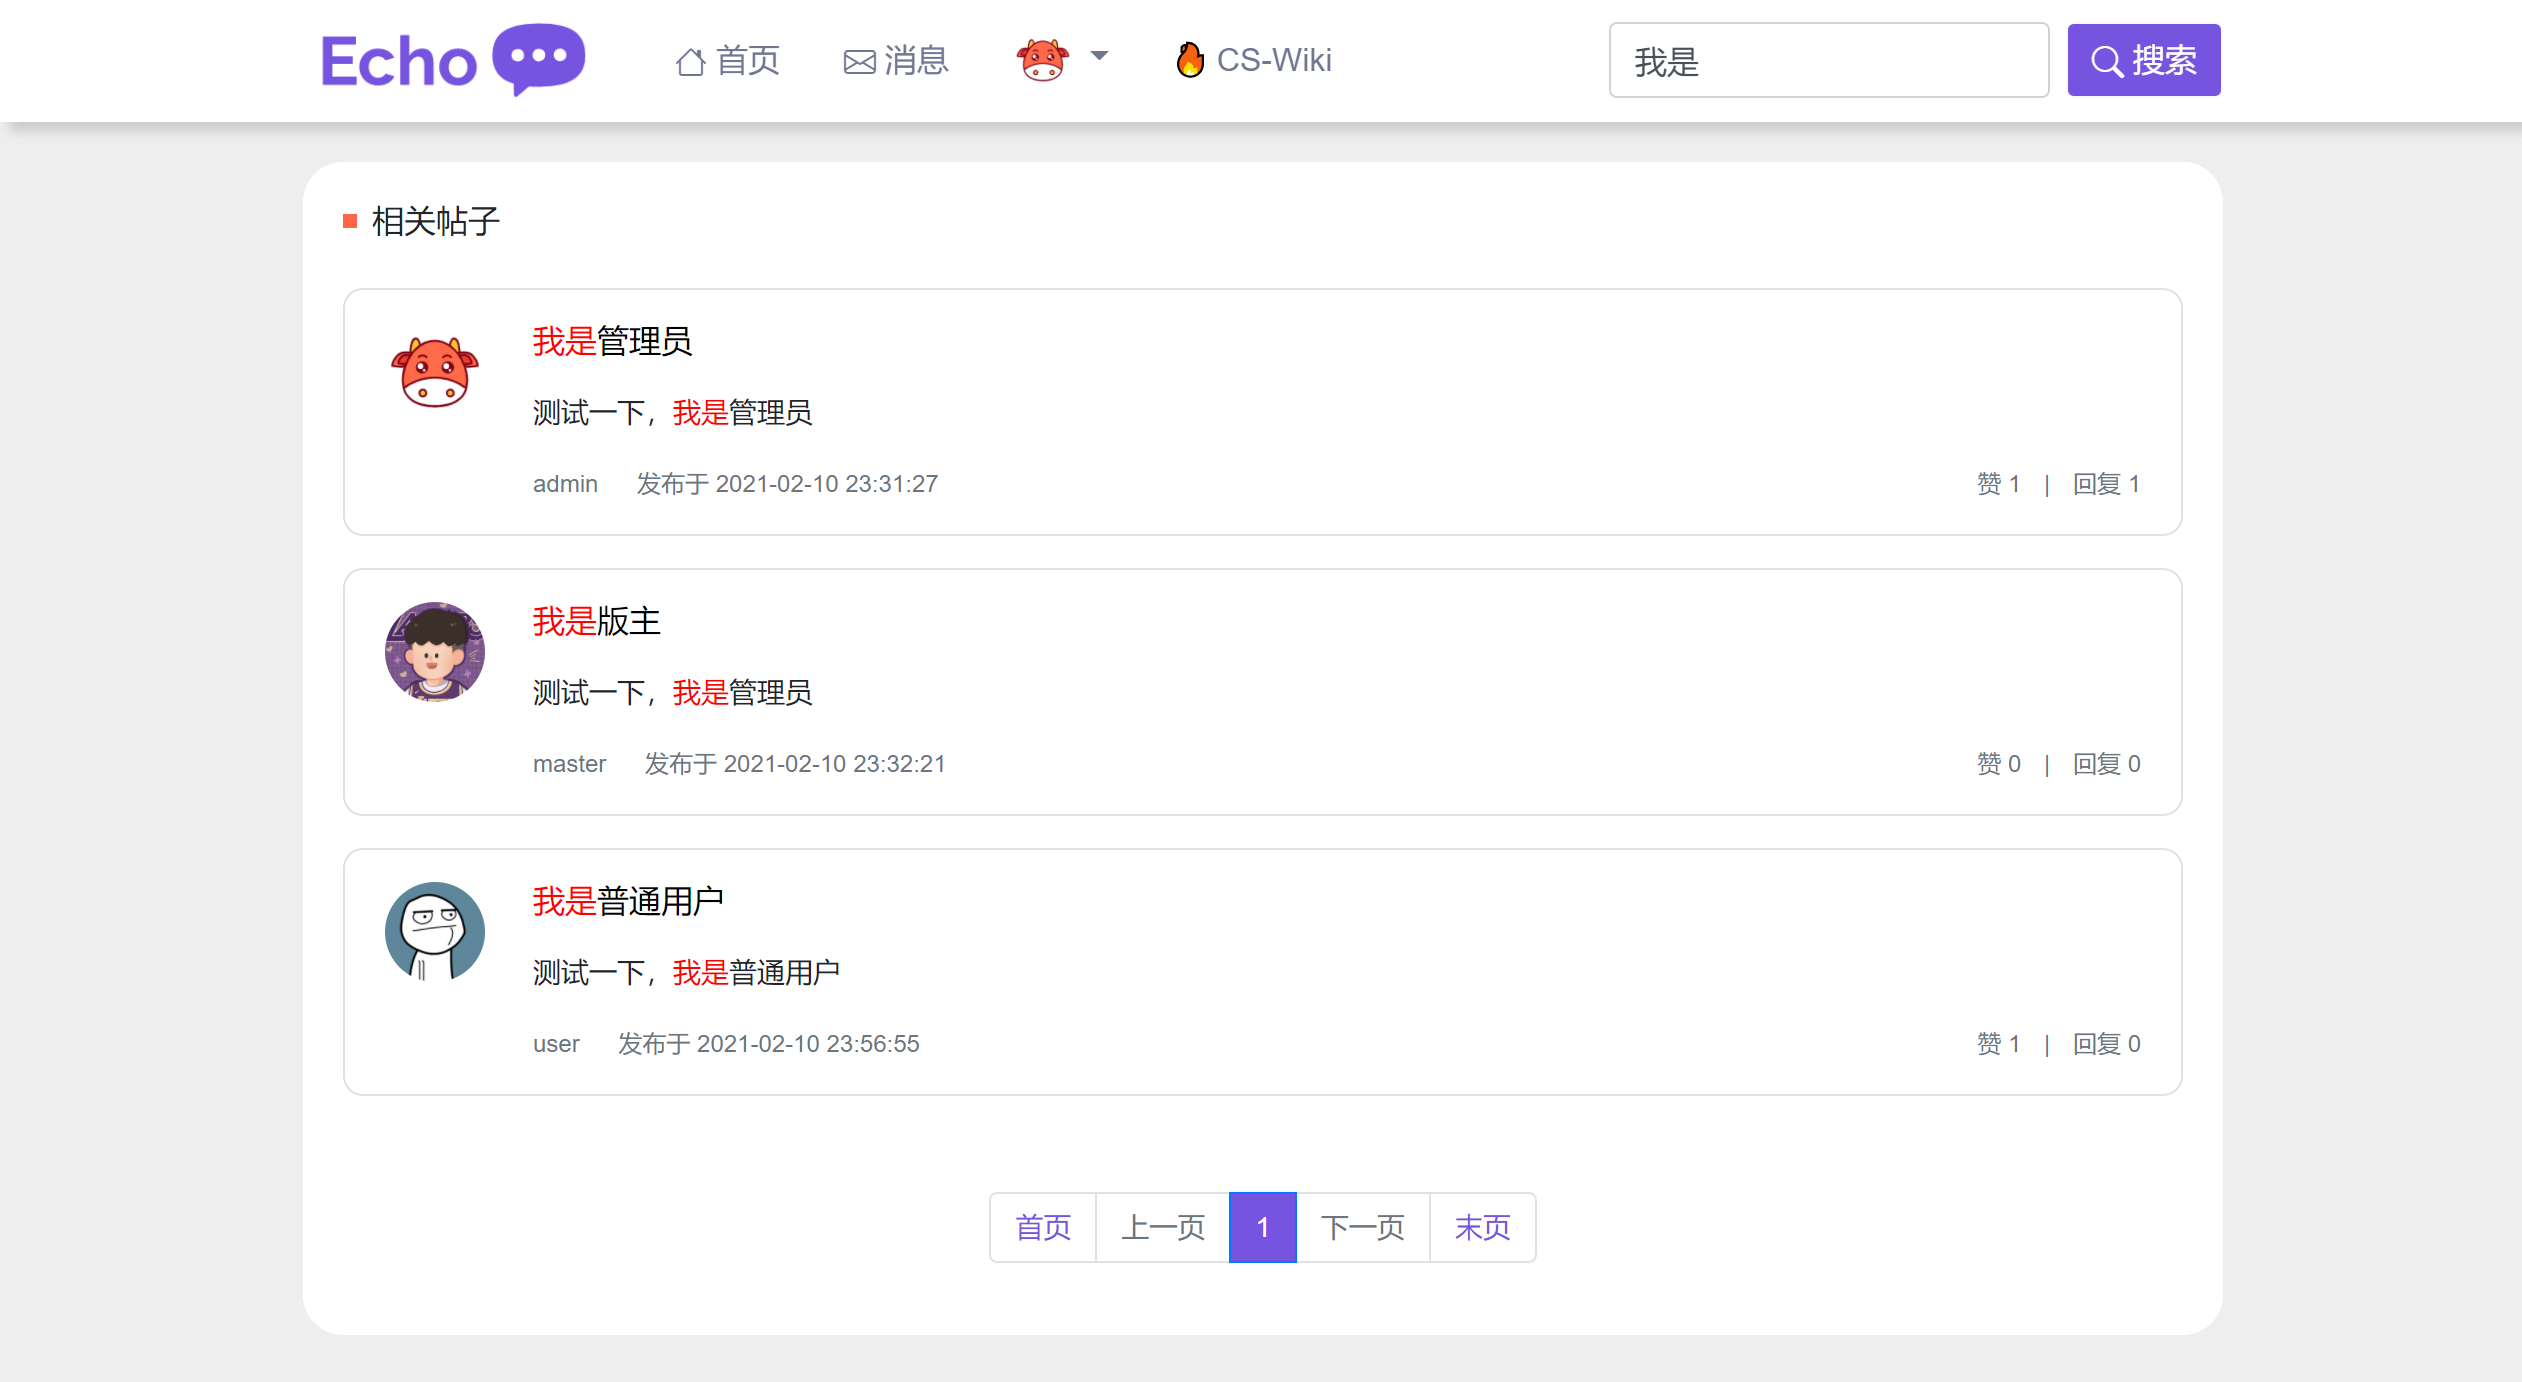 Echo 首页 消息 CS-Wiki 我是 搜索
相关帖子
我是管理员
测试一下，我是管理员
admin 发布于 2021-02-10 23:31:27 赞 1 | 回复 1
我是版主
测试一下，我是管理员
master 发布于 2021-02-10 23:32:21 赞 0 | 回复 0
我是普通用户
测试一下，我是普通用户
user 发布于 2021-02-10 23:56:55 赞 1 | 回复 0
首页 上一页 1 下一页 末页